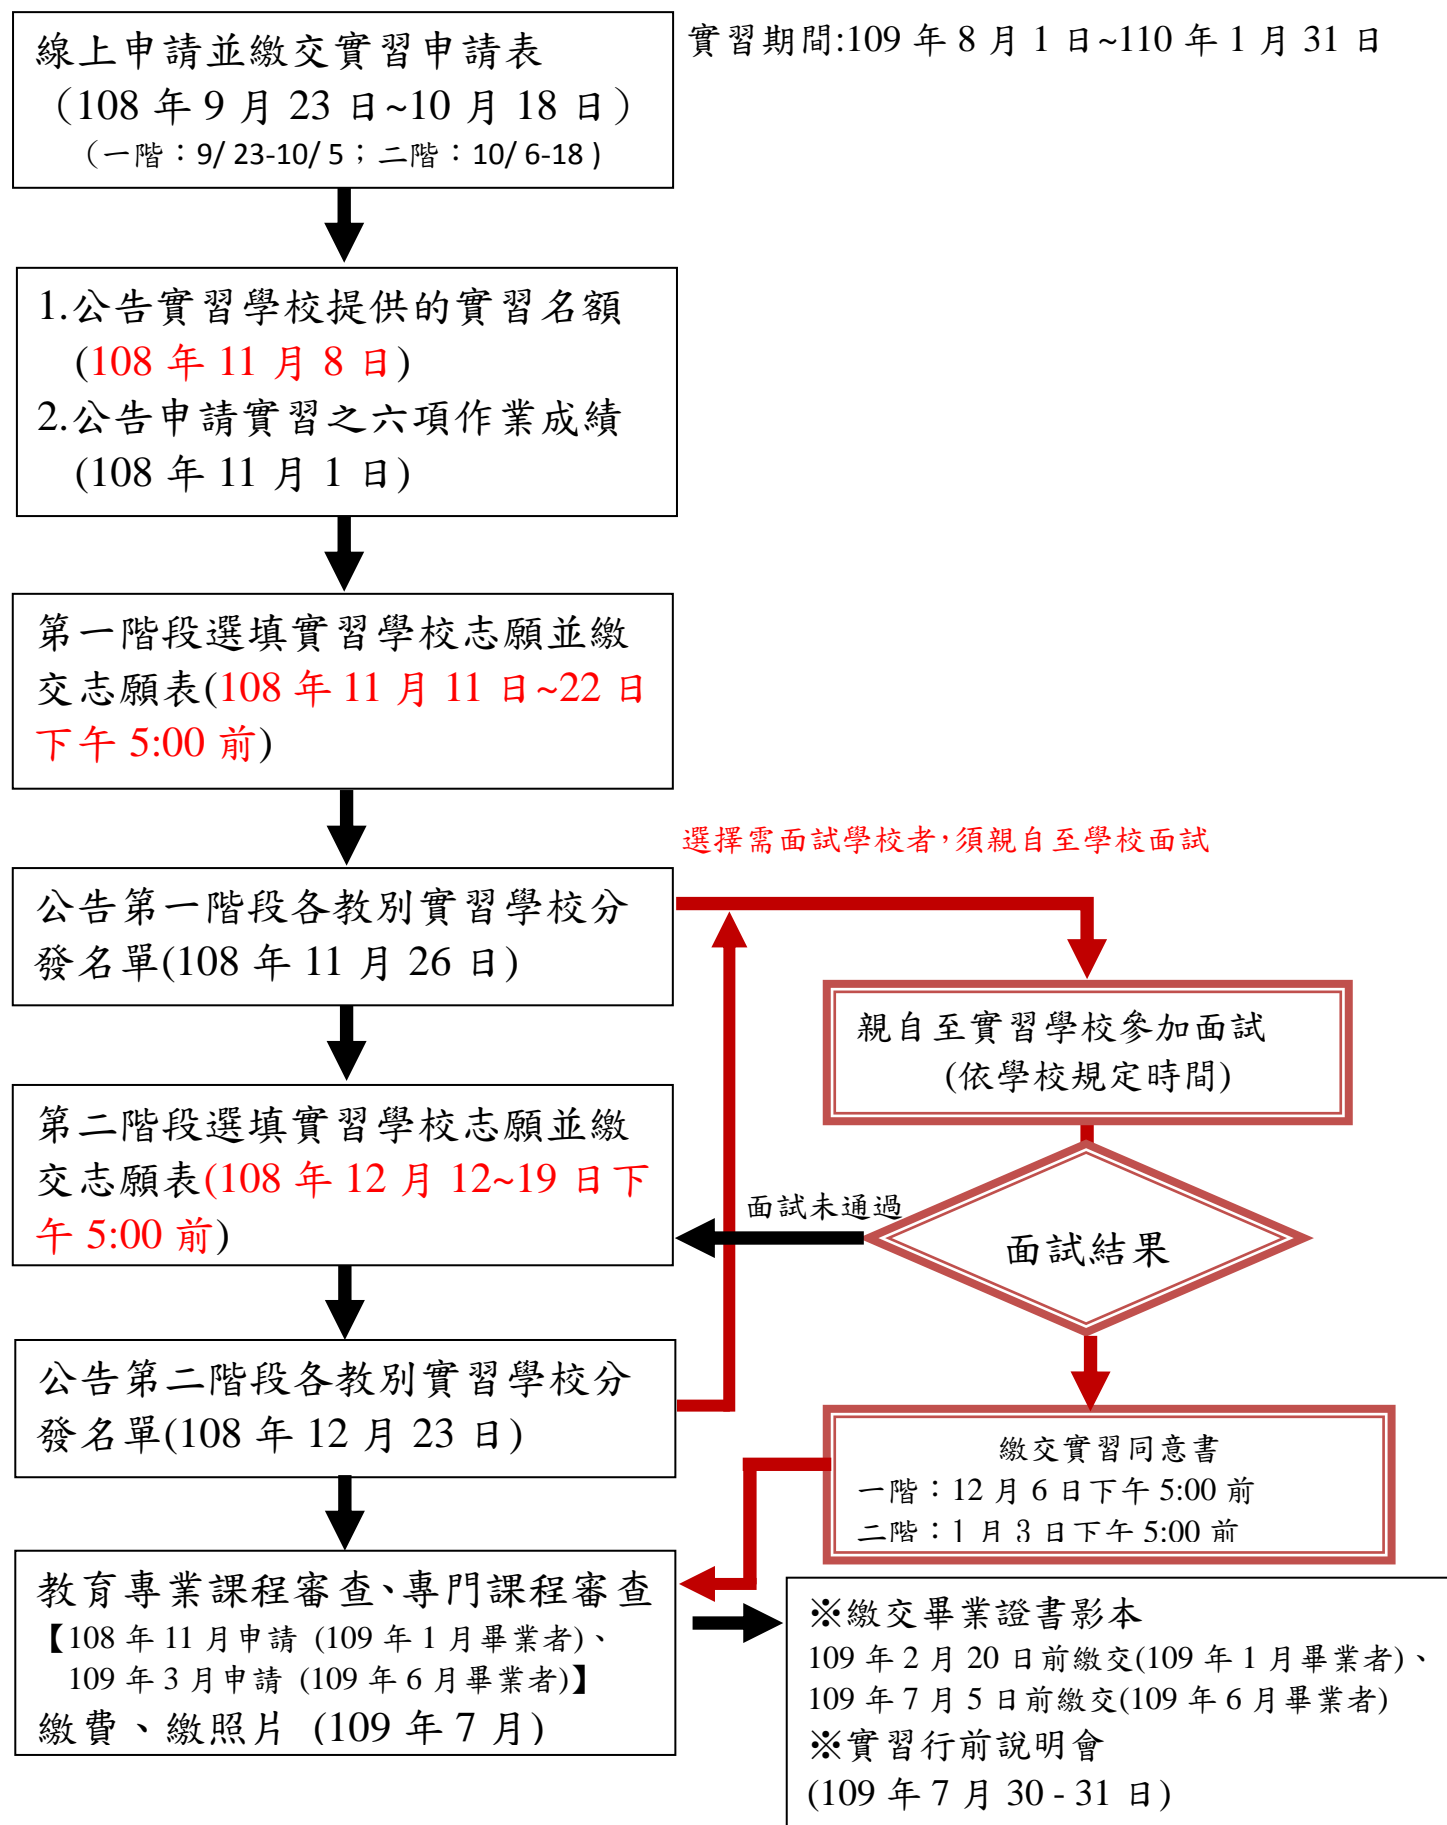 線上申請並繳交實習申請表
（108 年 9 月 23 日~10 月 18 日）
（一階：9/ 23-10/ 5；二階：10/ 6-18 )
實習期間:109 年 8 月 1 日~110 年 1 月 31 日
1.公告實習學校提供的實習名額
(108 年 11 月 8 日)
2.公告申請實習之六項作業成績
(108 年 11 月 1 日)
第一階段選填實習學校志願並繳
交志願表(108 年 11 月 11 日~22 日
下午 5:00 前)
選擇需面試學校者，須親自至學校面試
公告第一階段各教別實習學校分
發名單(108 年 11 月 26 日)
親自至實習學校參加面試
(依學校規定時間)
第二階段選填實習學校志願並繳
交志願表(108 年 12 月 12~19 日下
午 5:00 前)
面試未通過
面試結果
公告第二階段各教別實習學校分
發名單(108 年 12 月 23 日)
繳交實習同意書
一階：12 月 6 日下午 5:00 前
二階：1 月 3 日下午 5:00 前
教育專業課程審查、專門課程審查
【108 年 11 月申請 (109 年 1 月畢業者)、
109 年 3 月申請 (109 年 6 月畢業者)】
繳費、繳照片 (109 年 7 月)
※繳交畢業證書影本
109 年 2 月 20 日前繳交(109 年 1 月畢業者)、
109 年 7 月 5 日前繳交(109 年 6 月畢業者)
※實習行前說明會
(109 年 7 月 30 - 31 日)